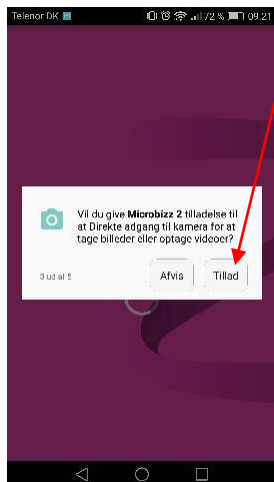 Telenor DK 72 % 09.21
Vil du give Microbizz 2 tilladelse til
at Direkte adgang til kamera for at
tage billeder eller optage videoer?
3 ud af 5 Afvis Tillad